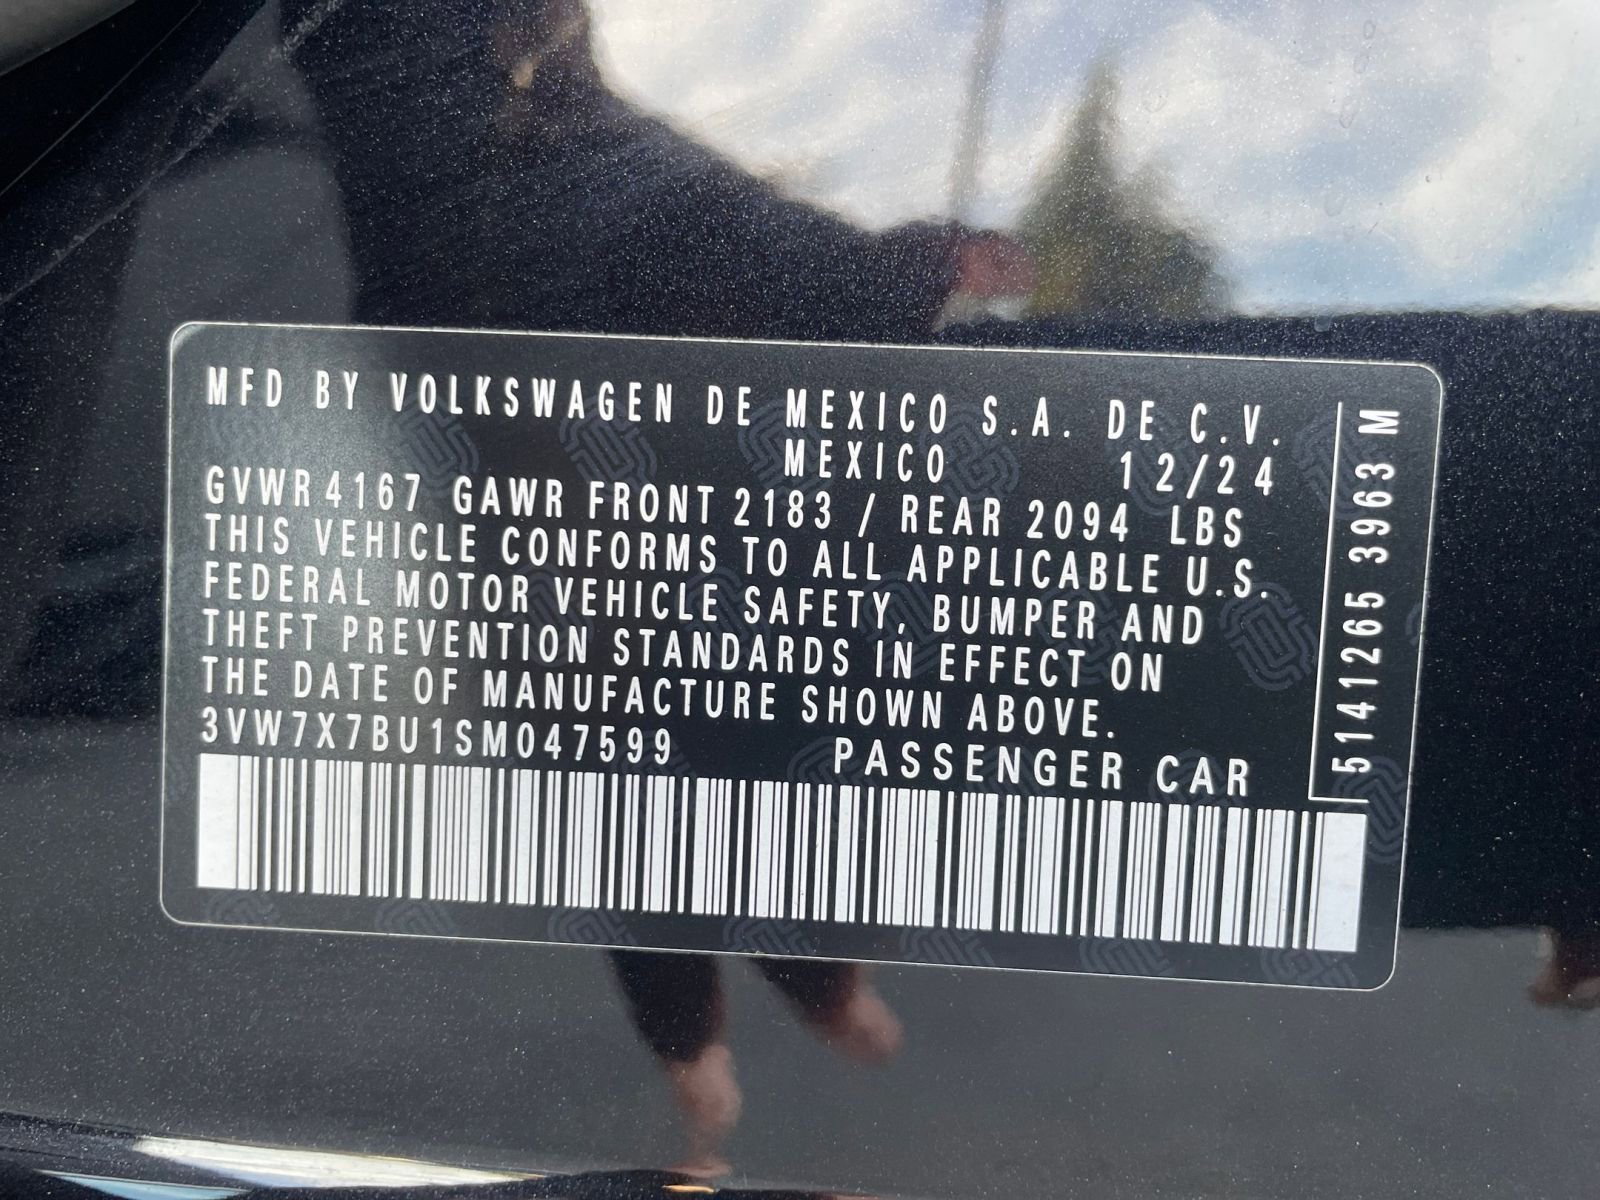 MFD BY VOLKSWAGEN DE MEXICO S.A. DE C.V.
MEXICO 12/24
GVWR 4167 GAWR FRONT 2183 / REAR 2094 LBS
THIS VEHICLE CONFORMS TO ALL APPLICABLE U.S.
FEDERAL MOTOR VEHICLE SAFETY, BUMPER AND
THEFT PREVENTION STANDARDS IN EFFECT ON
THE DATE OF MANUFACTURE SHOWN ABOVE.
3VW7X7BU1SM047599 PASSENGER CAR
5141265 3963 M